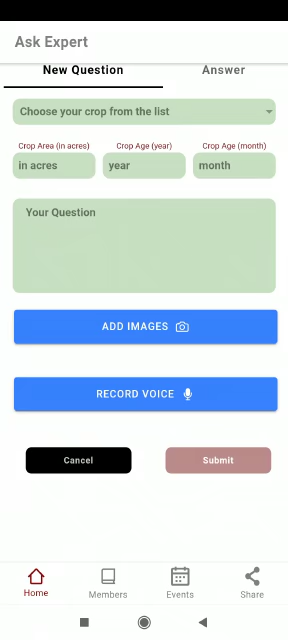 Ask Expert
New Question Answer
Choose your crop from the list
Crop Area (in acres) Crop Age (year) Crop Age (month)
in acres year month
Your Question
ADD IMAGES
RECORD VOICE
Cancel Submit
Home Members Events Share